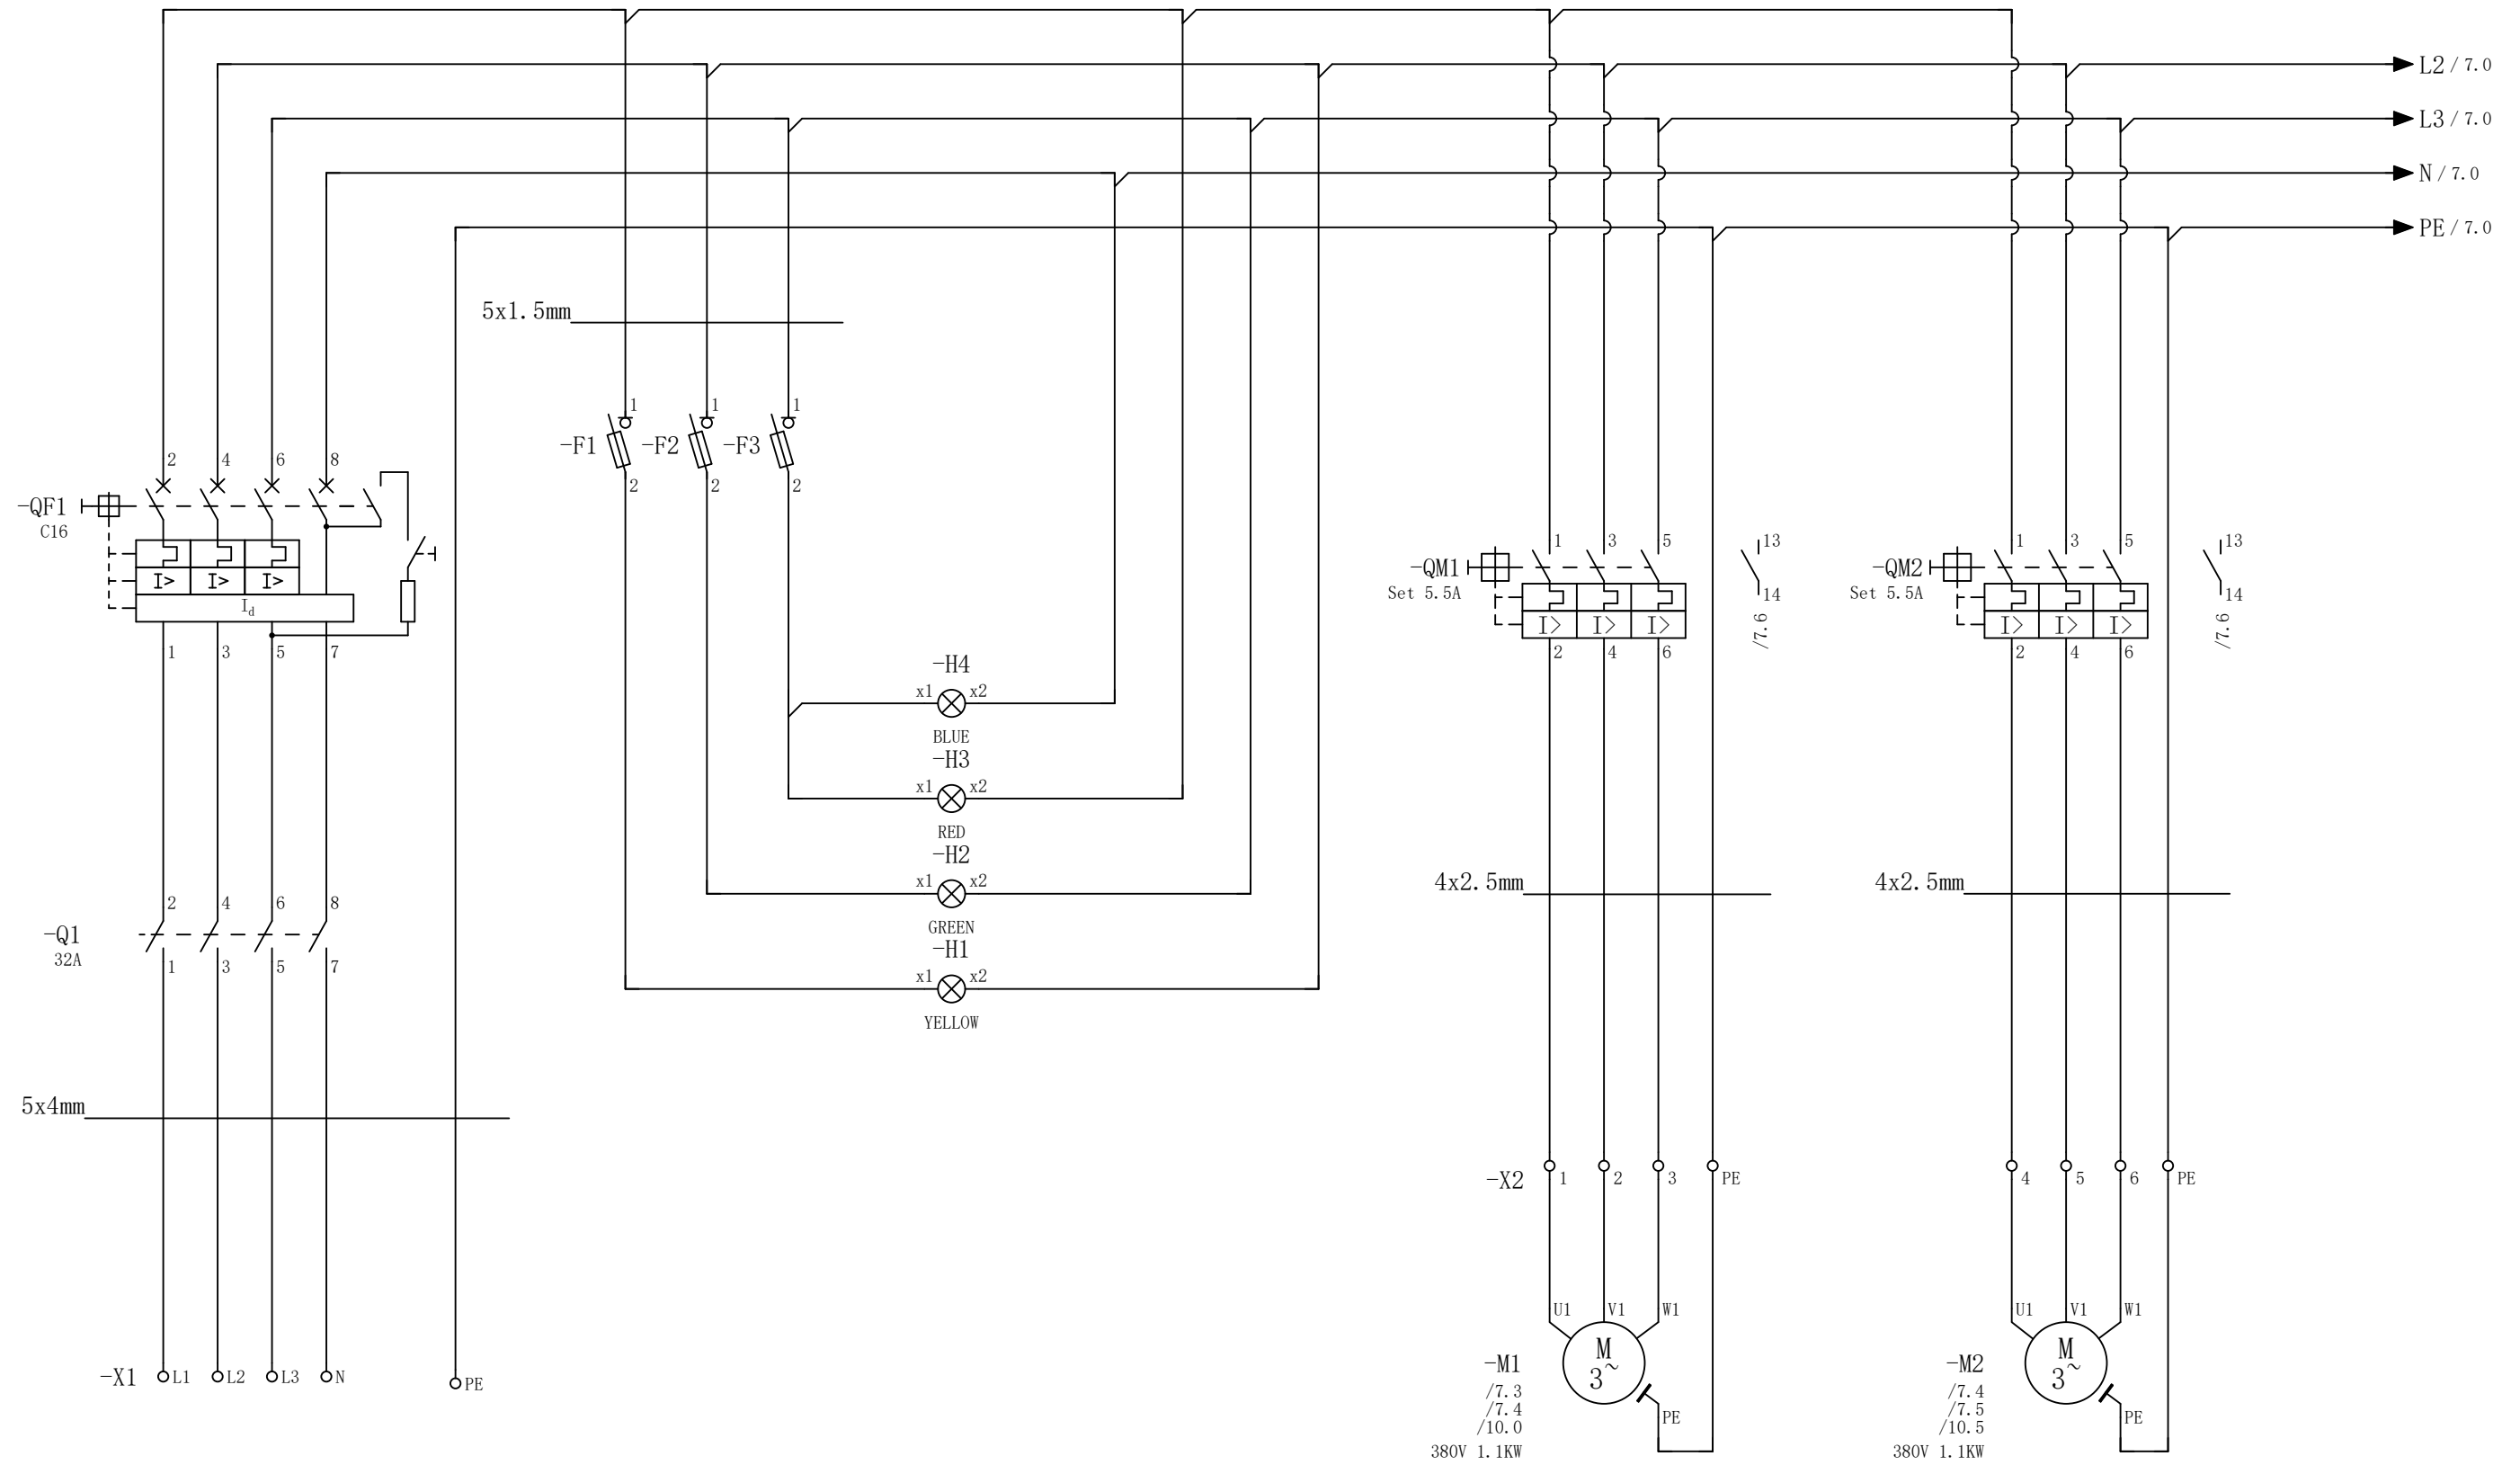 L2 / 7.0
L3 / 7.0
N / 7.0
PE / 7.0
5x1.5mm
1 1 1
-F1 -F2 -F3
2 2 2
2 4 6 8
-QF1
C16
I> I> I>
Id
1 3 5 7
1 3 5 13
-QM1
Set 5.5A
14
I> I> I>
/7.6
2 4 6
1 3 5 13
-QM2
Set 5.5A
14
I> I> I>
/7.6
2 4 6
-H4
x1 x2
BLUE
-H3
x1 x2
RED
-H2
x1 x2
GREEN
-H1
x1 x2
YELLOW
4x2.5mm
4x2.5mm
2 4 6 8
-Q1
32A
1 3 5 7
5x4mm
-X2 1 2 3 PE
4 5 6 PE
-X1 L1 L2 L3 N PE
U1 V1 W1
M
3~
-M1
/7.3
/7.4
/10.0
380V 1.1KW
PE
U1 V1 W1
M
3~
-M2
/7.4
/7.5
/10.5
380V 1.1KW
PE